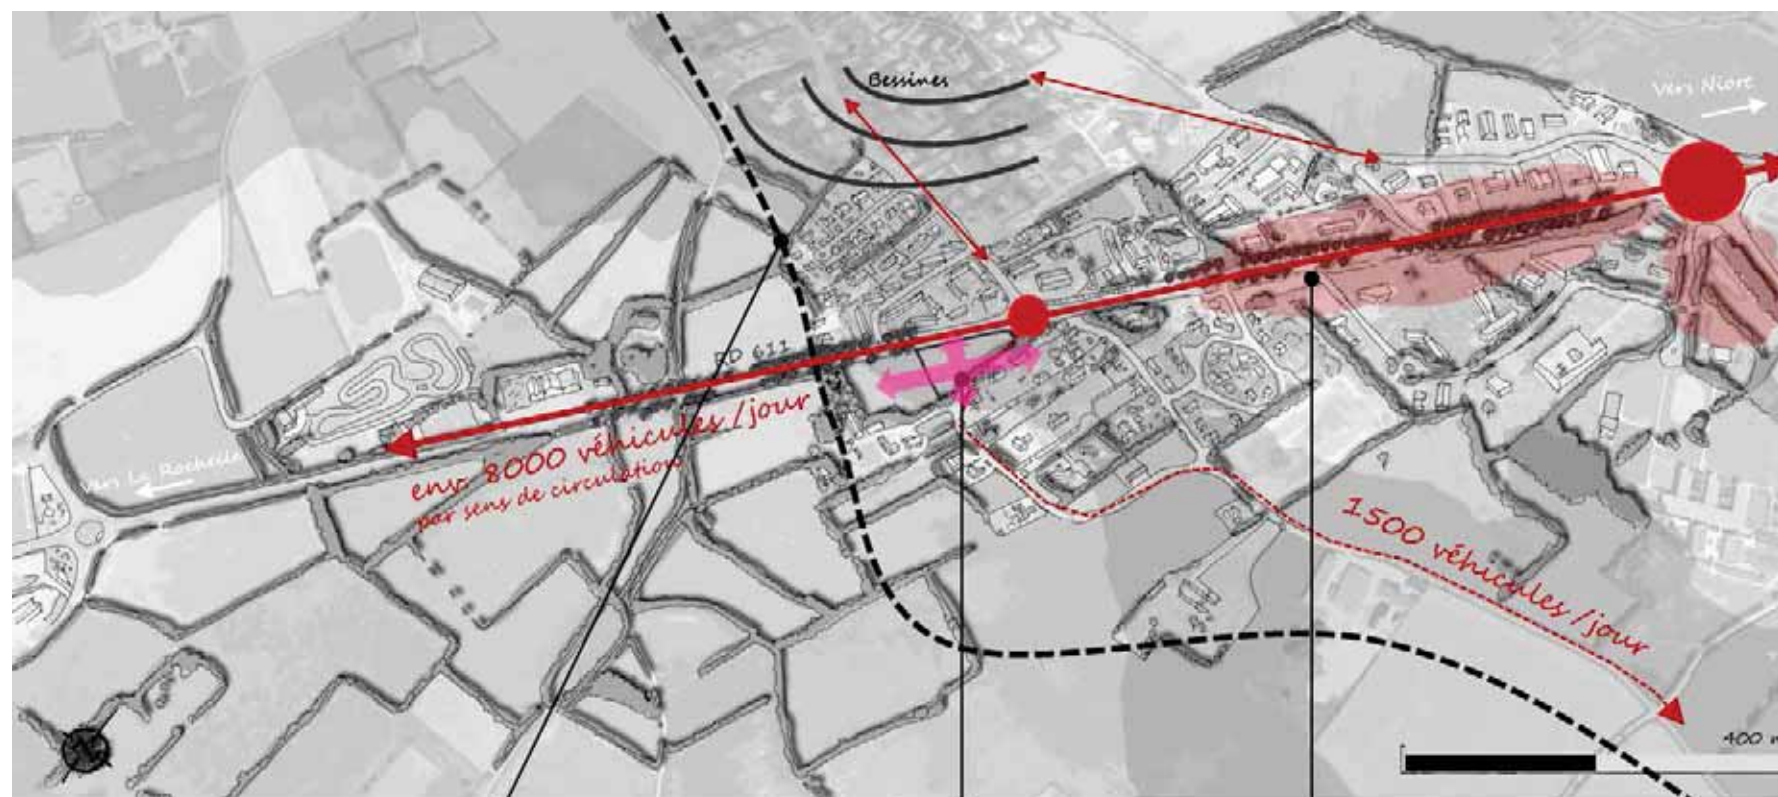 Bessines
Vers Niort
RD 611
Vers La Rochelle
env. 8000 véhicules /jour
par sens de circulation
1500 véhicules /jour
400 m